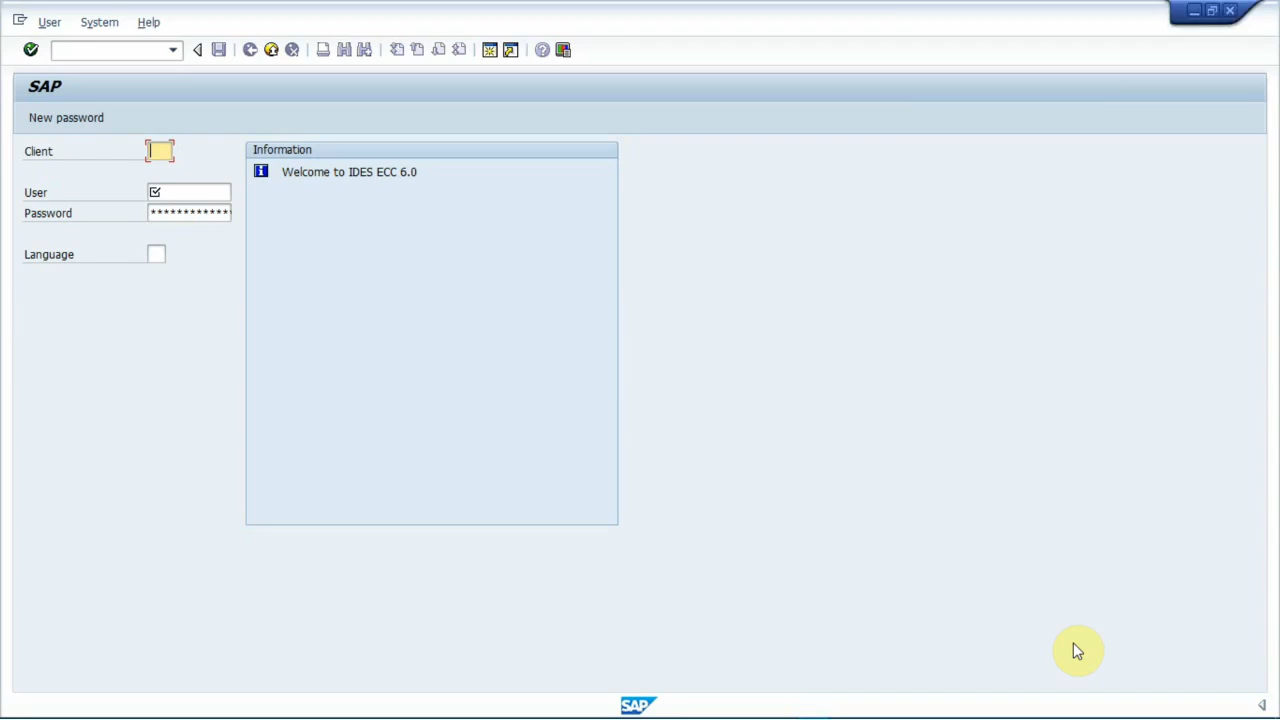 User System Help
SAP
New password
Client
User
Password *************
Language
Information
Welcome to IDES ECC 6.0
SAP